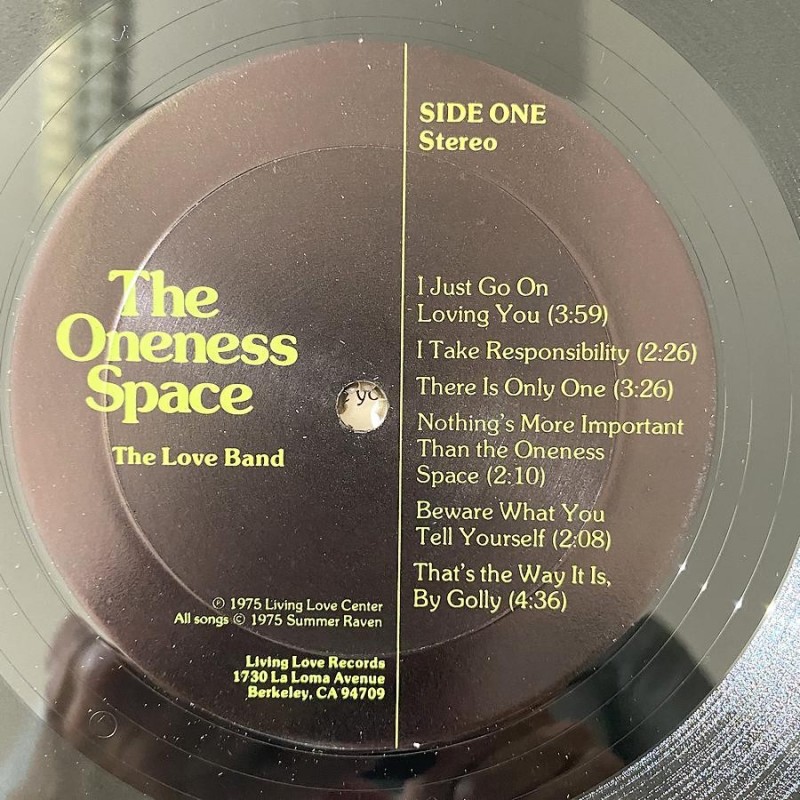 The
Oneness
Space
The Love Band
℗ 1975 Living Love Center
All songs © 1975 Summer Raven
Living Love Records
1730 La Loma Avenue
Berkeley, CA 94709
SIDE ONE
Stereo
I Just Go On
Loving You (3:59)
I Take Responsibility (2:26)
There Is Only One (3:26)
Nothing's More Important
Than the Oneness
Space (2:10)
Beware What You
Tell Yourself (2:08)
That's the Way It Is,
By Golly (4:36)